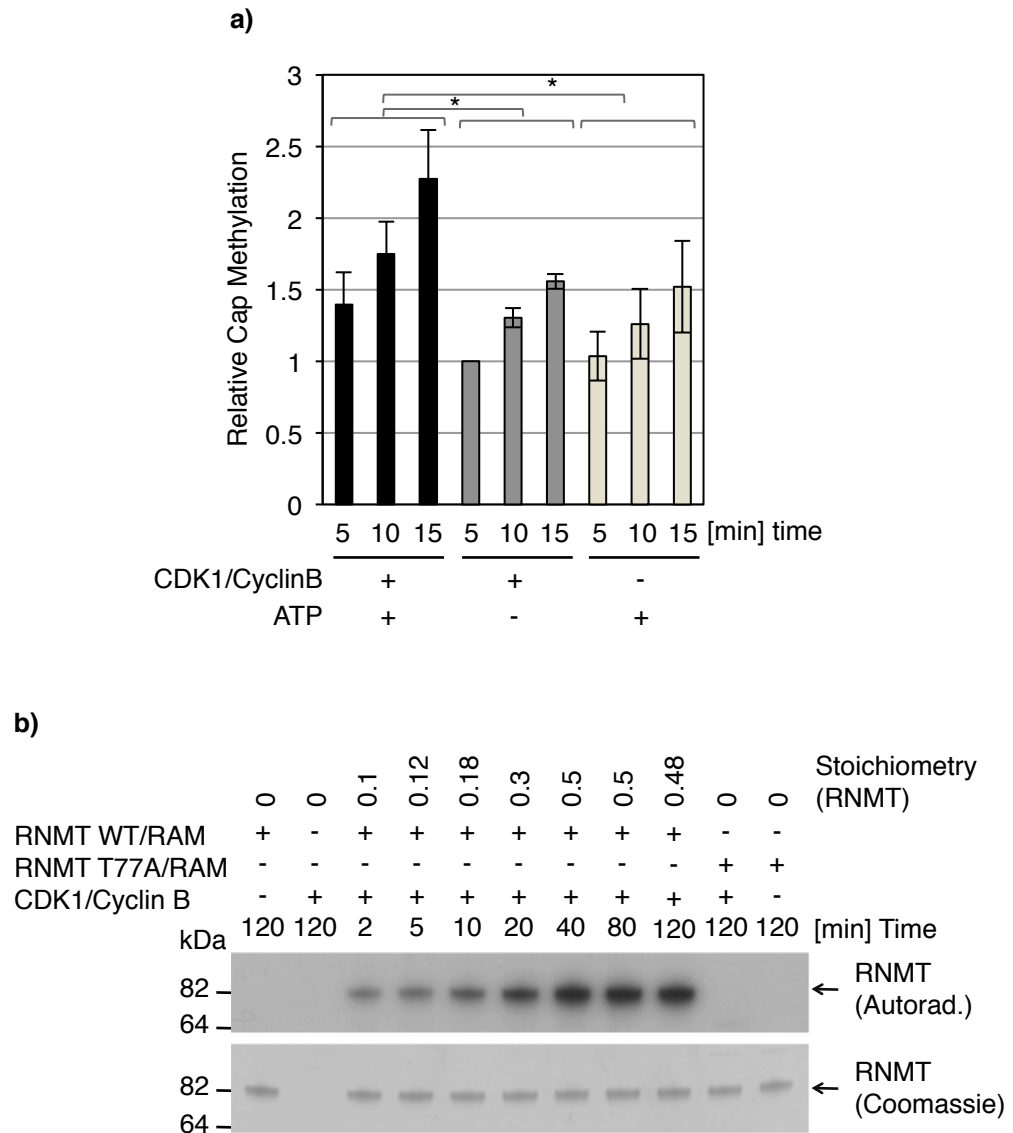 a)
3
*
*
2.5
2
1.5
1
0.5
0
Relative Cap Methylation
5 10 15 5 10 15 5 10 15 [min] time
CDK1/CyclinB + + -
ATP + - +
b)
0 0 0.1 0.12 0.18 0.3 0.5 0.5 0.48 0 0 Stoichiometry
(RNMT)
RNMT WT/RAM + - + + + + + + + - -
RNMT T77A/RAM - - - - - - - - - + +
CDK1/Cyclin B - + + + + + + + + + -
kDa 120 120 2 5 10 20 40 80 120 120 120 [min] Time
82
64
RNMT
(Autorad.)
82
64
RNMT
(Coomassie)